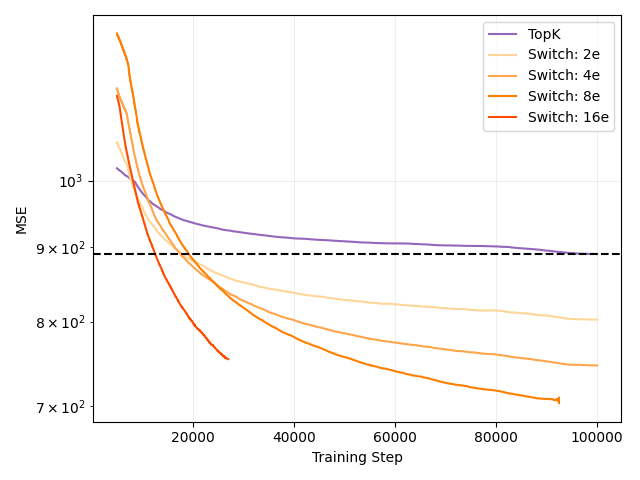 TopK
Switch: 2e
Switch: 4e
Switch: 8e
Switch: 16e
10³
9 × 10²
8 × 10²
7 × 10²
MSE
20000 40000 60000 80000 100000
Training Step